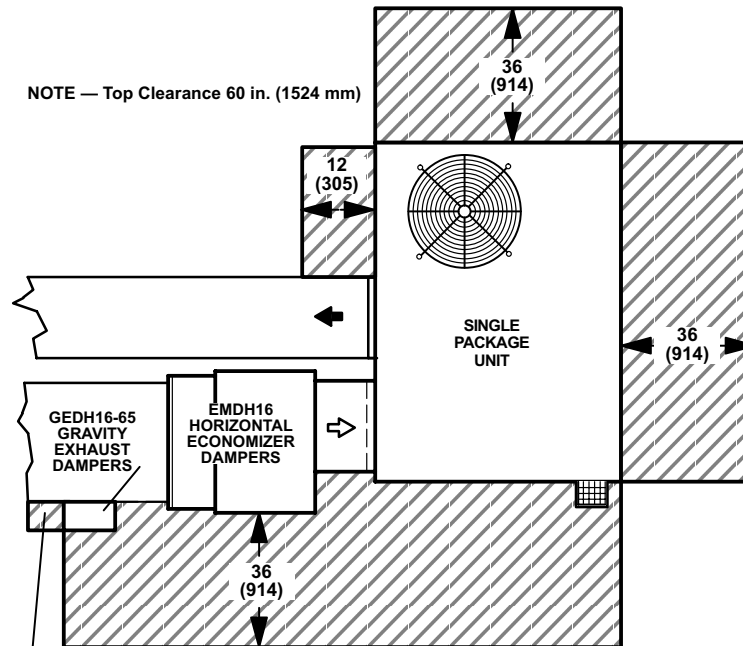 NOTE — Top Clearance 60 in. (1524 mm)
36
(914)
12
(305)
SINGLE
PACKAGE
UNIT
36
(914)
GEDH16-65
GRAVITY
EXHAUST
DAMPERS
EMDH16
HORIZONTAL
ECONOMIZER
DAMPERS
36
(914)